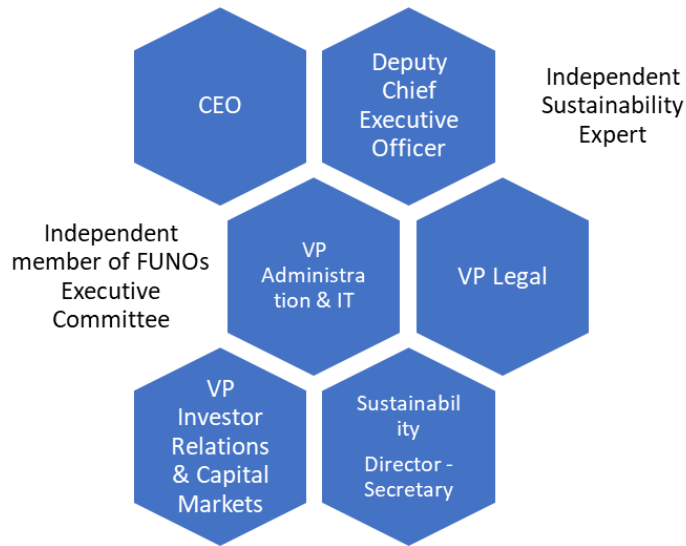 CEO
Deputy
Chief
Executive
Officer
Independent
Sustainability
Expert
Independent
member of FUNOs
Executive
Committee
VP
Administra
tion & IT
VP Legal
VP
Investor
Relations
& Capital
Markets
Sustainabil
ity
Director -
Secretary